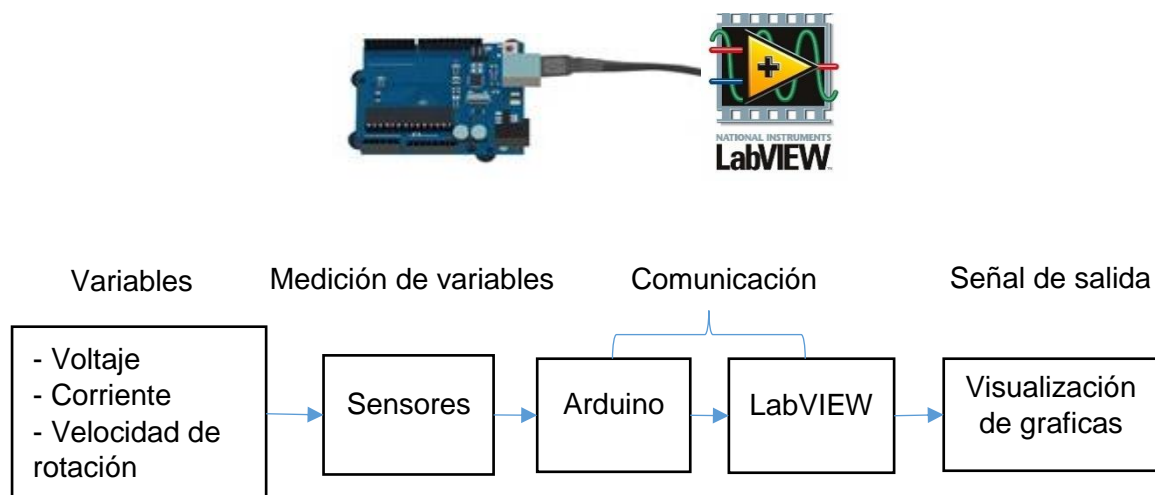 NATIONAL INSTRUMENTS
LabVIEW
Variables
Medición de variables
Comunicación
Señal de salida
- Voltaje
- Corriente
- Velocidad de
rotación
Sensores
Arduino
LabVIEW
Visualización
de graficas